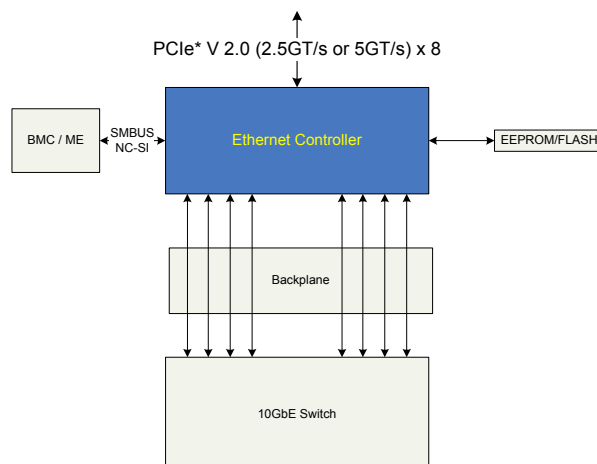 PCIe* V 2.0 (2.5GT/s or 5GT/s) x 8
BMC / ME
SMBUS
NC-SI
Ethernet Controller
EEPROM/FLASH
Backplane
10GbE Switch